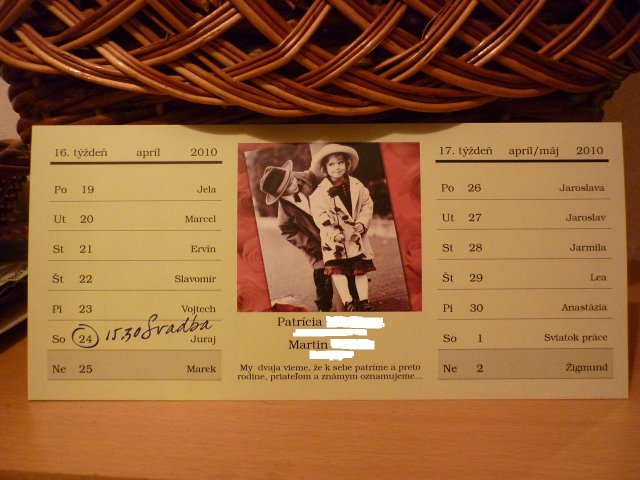 16. týždeň apríl 2010
Po 19 Jela
Ut 20 Marcel
St 21 Ervín
Št 22 Slavomír
Pi 23 Vojtech
So 24 15.30 Svadba Juraj
Ne 25 Marek
Patrícia
Martin
My dvaja vieme, že k sebe patríme a preto
rodine, priateľom a známym oznamujeme...
17. týždeň apríl/máj 2010
Po 26 Jaroslava
Ut 27 Jaroslav
St 28 Jarmila
Št 29 Lea
Pi 30 Anastázia
So 1 Sviatok práce
Ne 2 Žigmund